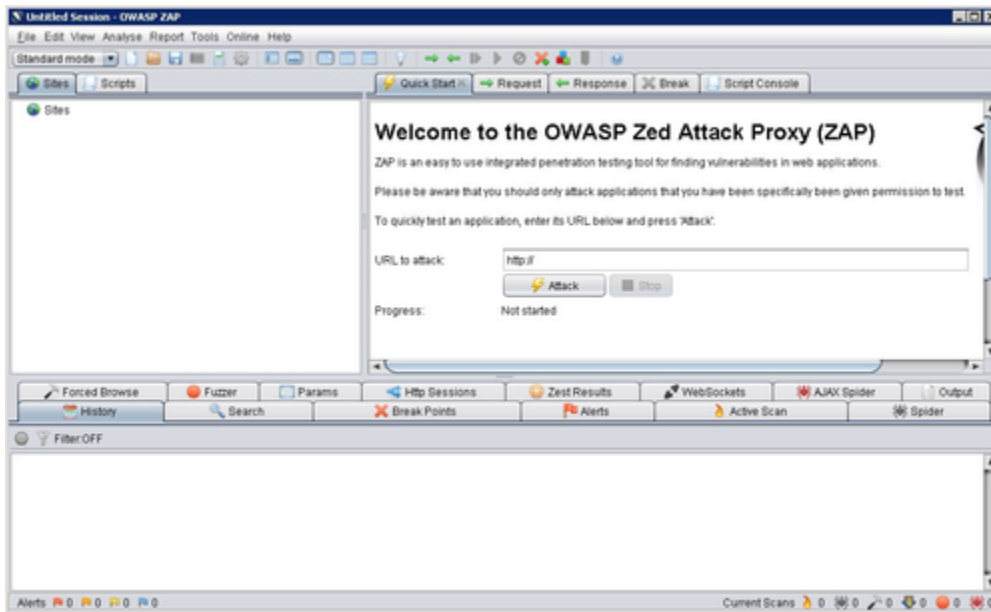 Untitled Session - OWASP ZAP
File Edit View Analyse Report Tools Online Help
Standard mode
Sites Scripts
Quick Start Request Response Break Script Console
Sites
Welcome to the OWASP Zed Attack Proxy (ZAP)
ZAP is an easy to use integrated penetration testing tool for finding vulnerabilities in web applications.
Please be aware that you should only attack applications that you have been specifically been given permission to test.
To quickly test an application, enter its URL below and press 'Attack'.
URL to attack: http://
Attack Stop
Progress: Not started
Forced Browse Fuzzer Params Http Sessions Zest Results WebSockets AJAX Spider Output
History Search Break Points Alerts Active Scan Spider
Filter:OFF
Alerts 0 0 0 0 Current Scans 0 0 0 0 0 0